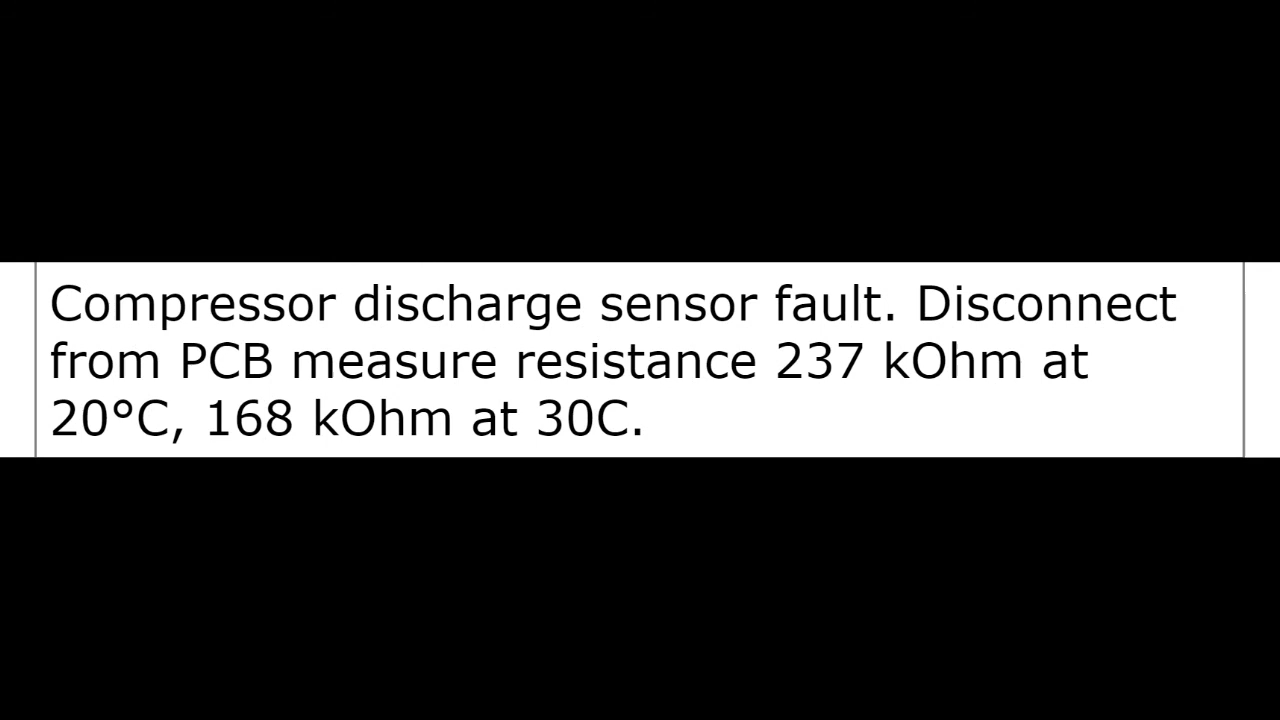 Compressor discharge sensor fault. Disconnect
from PCB measure resistance 237 kOhm at
20°C, 168 kOhm at 30C.